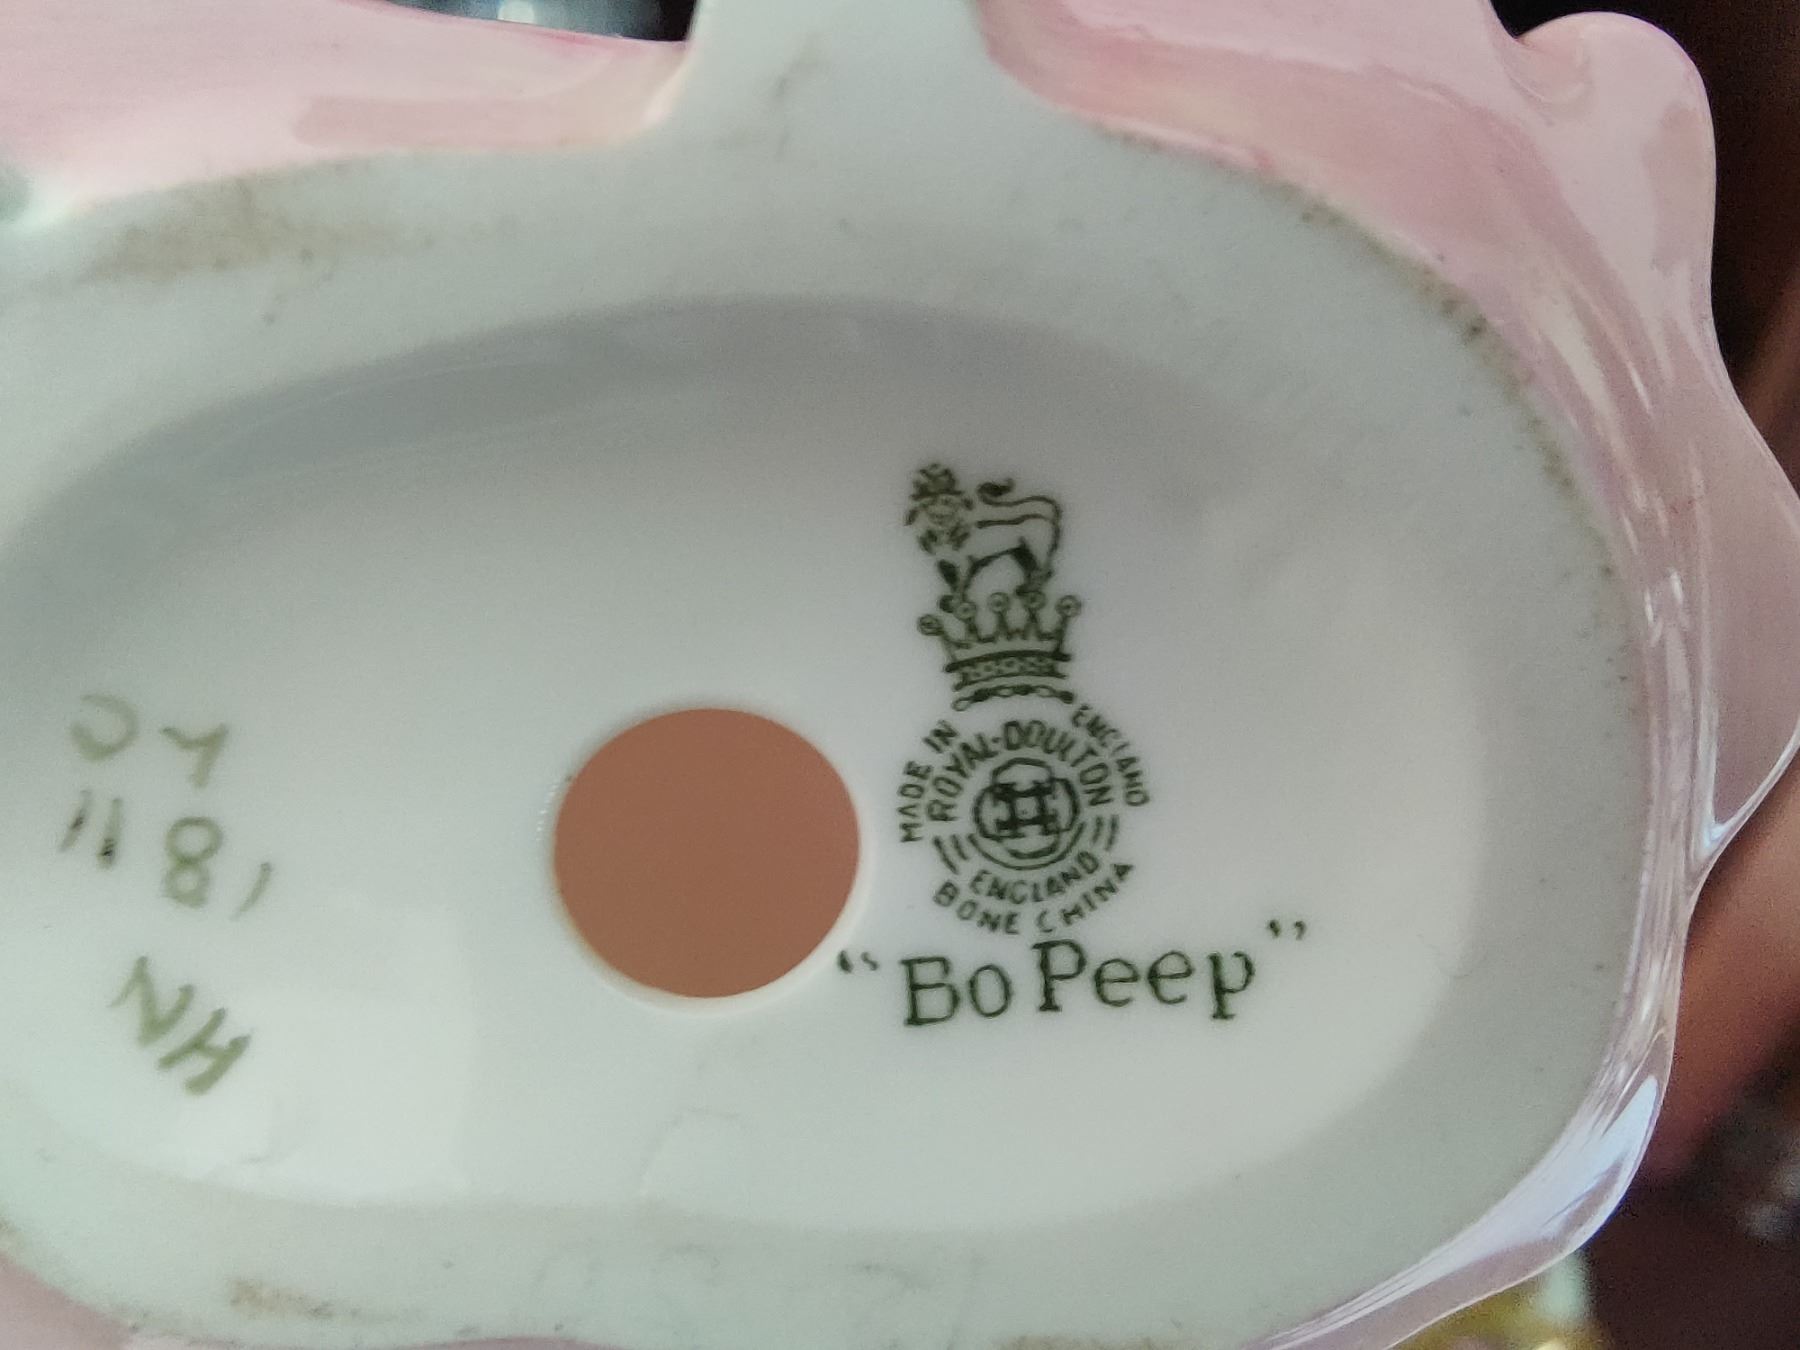 MADE IN ENGLAND
ROYAL-DOULTON
ENGLAND
BONE CHINA
"Bo Peep"
HN
1811